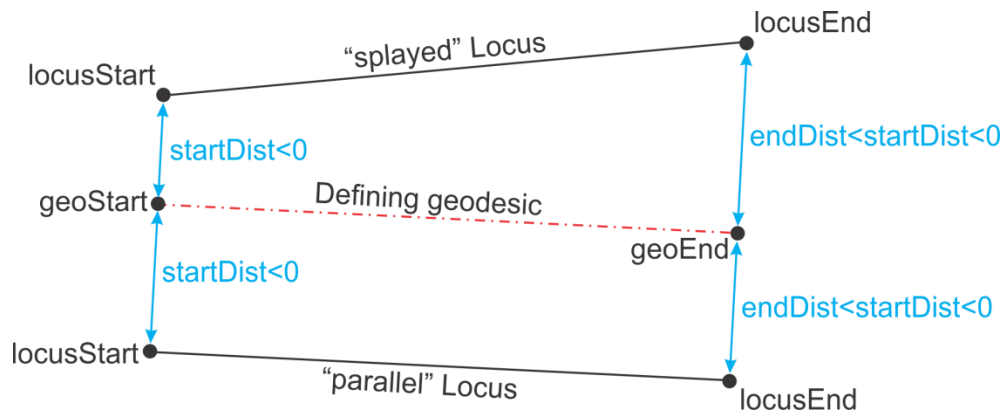 locusEnd
“splayed” Locus
locusStart
startDist<0
endDist<startDist<0
geoStart
Defining geodesic
geoEnd
startDist<0
endDist<startDist<0
locusStart
“parallel” Locus
locusEnd